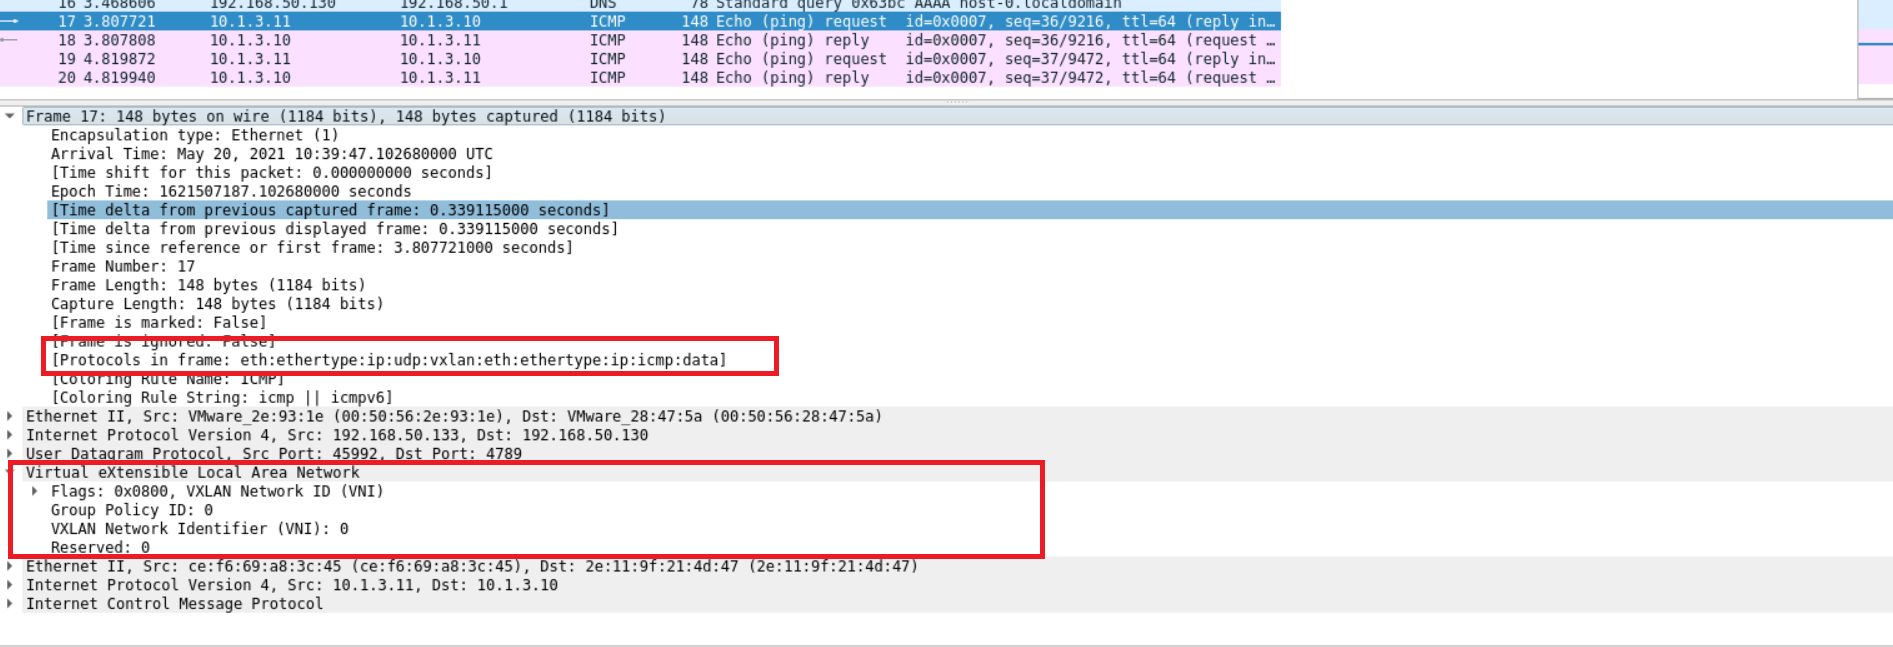 16 3.468606 192.168.50.130 192.168.50.1 DNS 78 Standard query 0x63bc AAAA host-0.localdomain
17 3.807721 10.1.3.11 10.1.3.10 ICMP 148 Echo (ping) request id=0x0007, seq=36/9216, ttl=64 (reply in…
18 3.807808 10.1.3.10 10.1.3.11 ICMP 148 Echo (ping) reply id=0x0007, seq=36/9216, ttl=64 (request …
19 4.819872 10.1.3.11 10.1.3.10 ICMP 148 Echo (ping) request id=0x0007, seq=37/9472, ttl=64 (reply in…
20 4.819940 10.1.3.10 10.1.3.11 ICMP 148 Echo (ping) reply id=0x0007, seq=37/9472, ttl=64 (request …
Frame 17: 148 bytes on wire (1184 bits), 148 bytes captured (1184 bits)
Encapsulation type: Ethernet (1)
Arrival Time: May 20, 2021 10:39:47.102680000 UTC
[Time shift for this packet: 0.000000000 seconds]
Epoch Time: 1621507187.102680000 seconds
[Time delta from previous captured frame: 0.339115000 seconds]
[Time delta from previous displayed frame: 0.339115000 seconds]
[Time since reference or first frame: 3.807721000 seconds]
Frame Number: 17
Frame Length: 148 bytes (1184 bits)
Capture Length: 148 bytes (1184 bits)
[Frame is marked: False]
[Frame is ignored: False]
[Protocols in frame: eth:ethertype:ip:udp:vxlan:eth:ethertype:ip:icmp:data]
[Coloring Rule Name: ICMP]
[Coloring Rule String: icmp || icmpv6]
Ethernet II, Src: VMware_2e:93:1e (00:50:56:2e:93:1e), Dst: VMware_28:47:5a (00:50:56:28:47:5a)
Internet Protocol Version 4, Src: 192.168.50.133, Dst: 192.168.50.130
User Datagram Protocol, Src Port: 45992, Dst Port: 4789
Virtual eXtensible Local Area Network
Flags: 0x0800, VXLAN Network ID (VNI)
Group Policy ID: 0
VXLAN Network Identifier (VNI): 0
Reserved: 0
Ethernet II, Src: ce:f6:69:a8:3c:45 (ce:f6:69:a8:3c:45), Dst: 2e:11:9f:21:4d:47 (2e:11:9f:21:4d:47)
Internet Protocol Version 4, Src: 10.1.3.11, Dst: 10.1.3.10
Internet Control Message Protocol